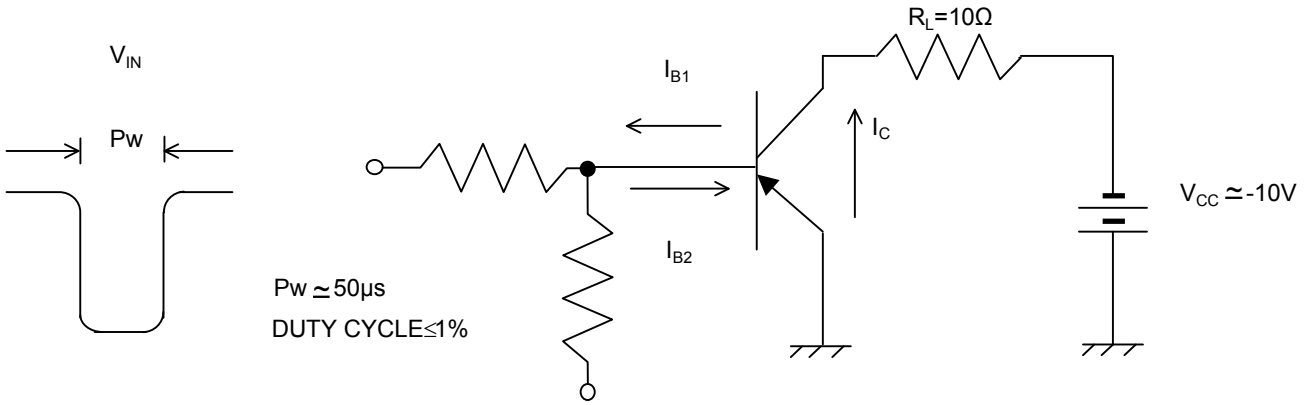 R_L=10Ω
V_IN
I_B1
Pw
I_C
V_CC ≃ -10V
I_B2
Pw ≃ 50µs
DUTY CYCLE≤1%